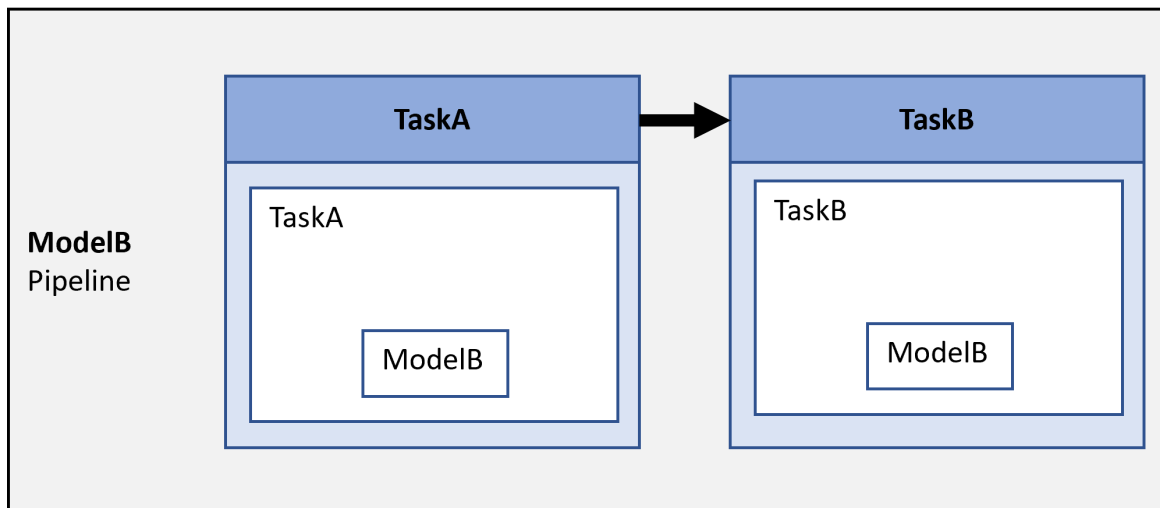 TaskA
TaskB
TaskA
TaskB
ModelB
Pipeline
ModelB
ModelB